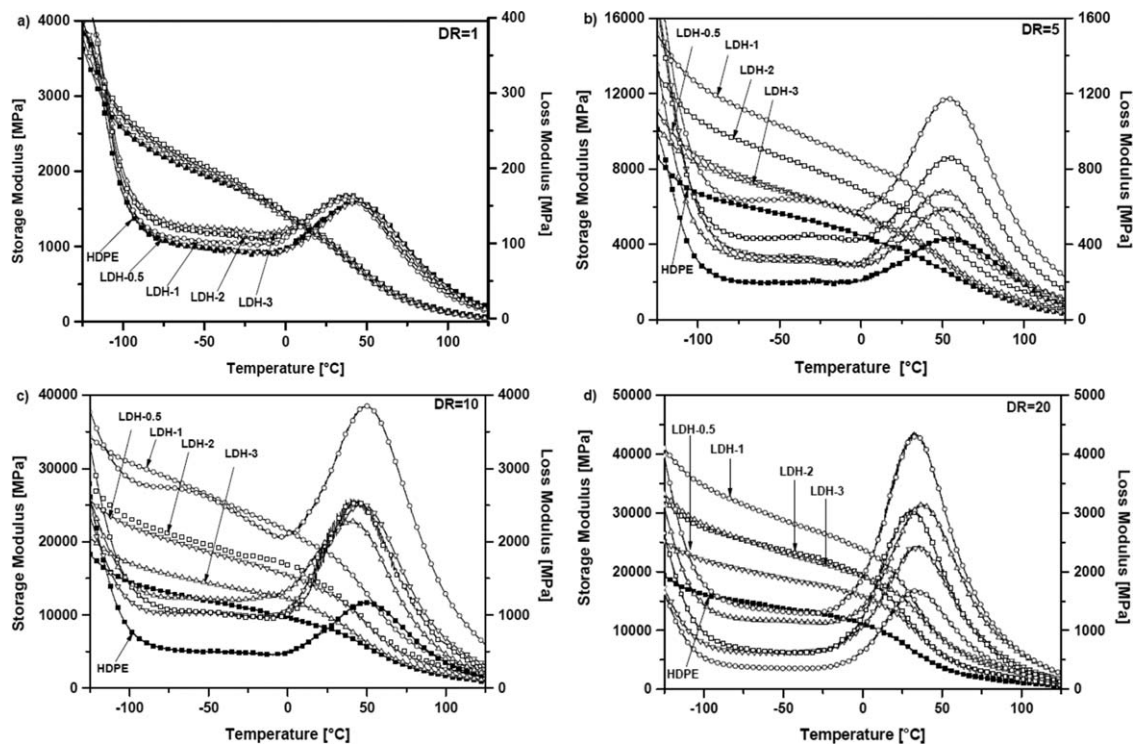 a)
DR=1
4000
3000
2000
1000
0
Storage Modulus [MPa]
400
300
200
100
0
Loss Modulus [MPa]
HDPE
LDH-0.5
LDH-1
LDH-2
LDH-3
-100
-50
0
50
100
Temperature [°C]
b)
DR=5
16000
12000
8000
4000
0
Storage Modulus [MPa]
1600
1200
800
400
0
Loss Modulus [MPa]
LDH-0.5
LDH-1
LDH-2
LDH-3
HDPE
-100
-50
0
50
100
Temperature [°C]
c)
DR=10
40000
30000
20000
10000
0
Storage Modulus [MPa]
4000
3000
2000
1000
0
Loss Modulus [MPa]
LDH-0.5
LDH-1
LDH-2
LDH-3
HDPE
-100
-50
0
50
100
Temperature [°C]
d)
DR=20
50000
40000
30000
20000
10000
0
Storage Modulus [MPa]
5000
4000
3000
2000
1000
0
Loss Modulus [MPa]
LDH-0.5
LDH-1
LDH-2
LDH-3
HDPE
-100
-50
0
50
100
Temperature [°C]